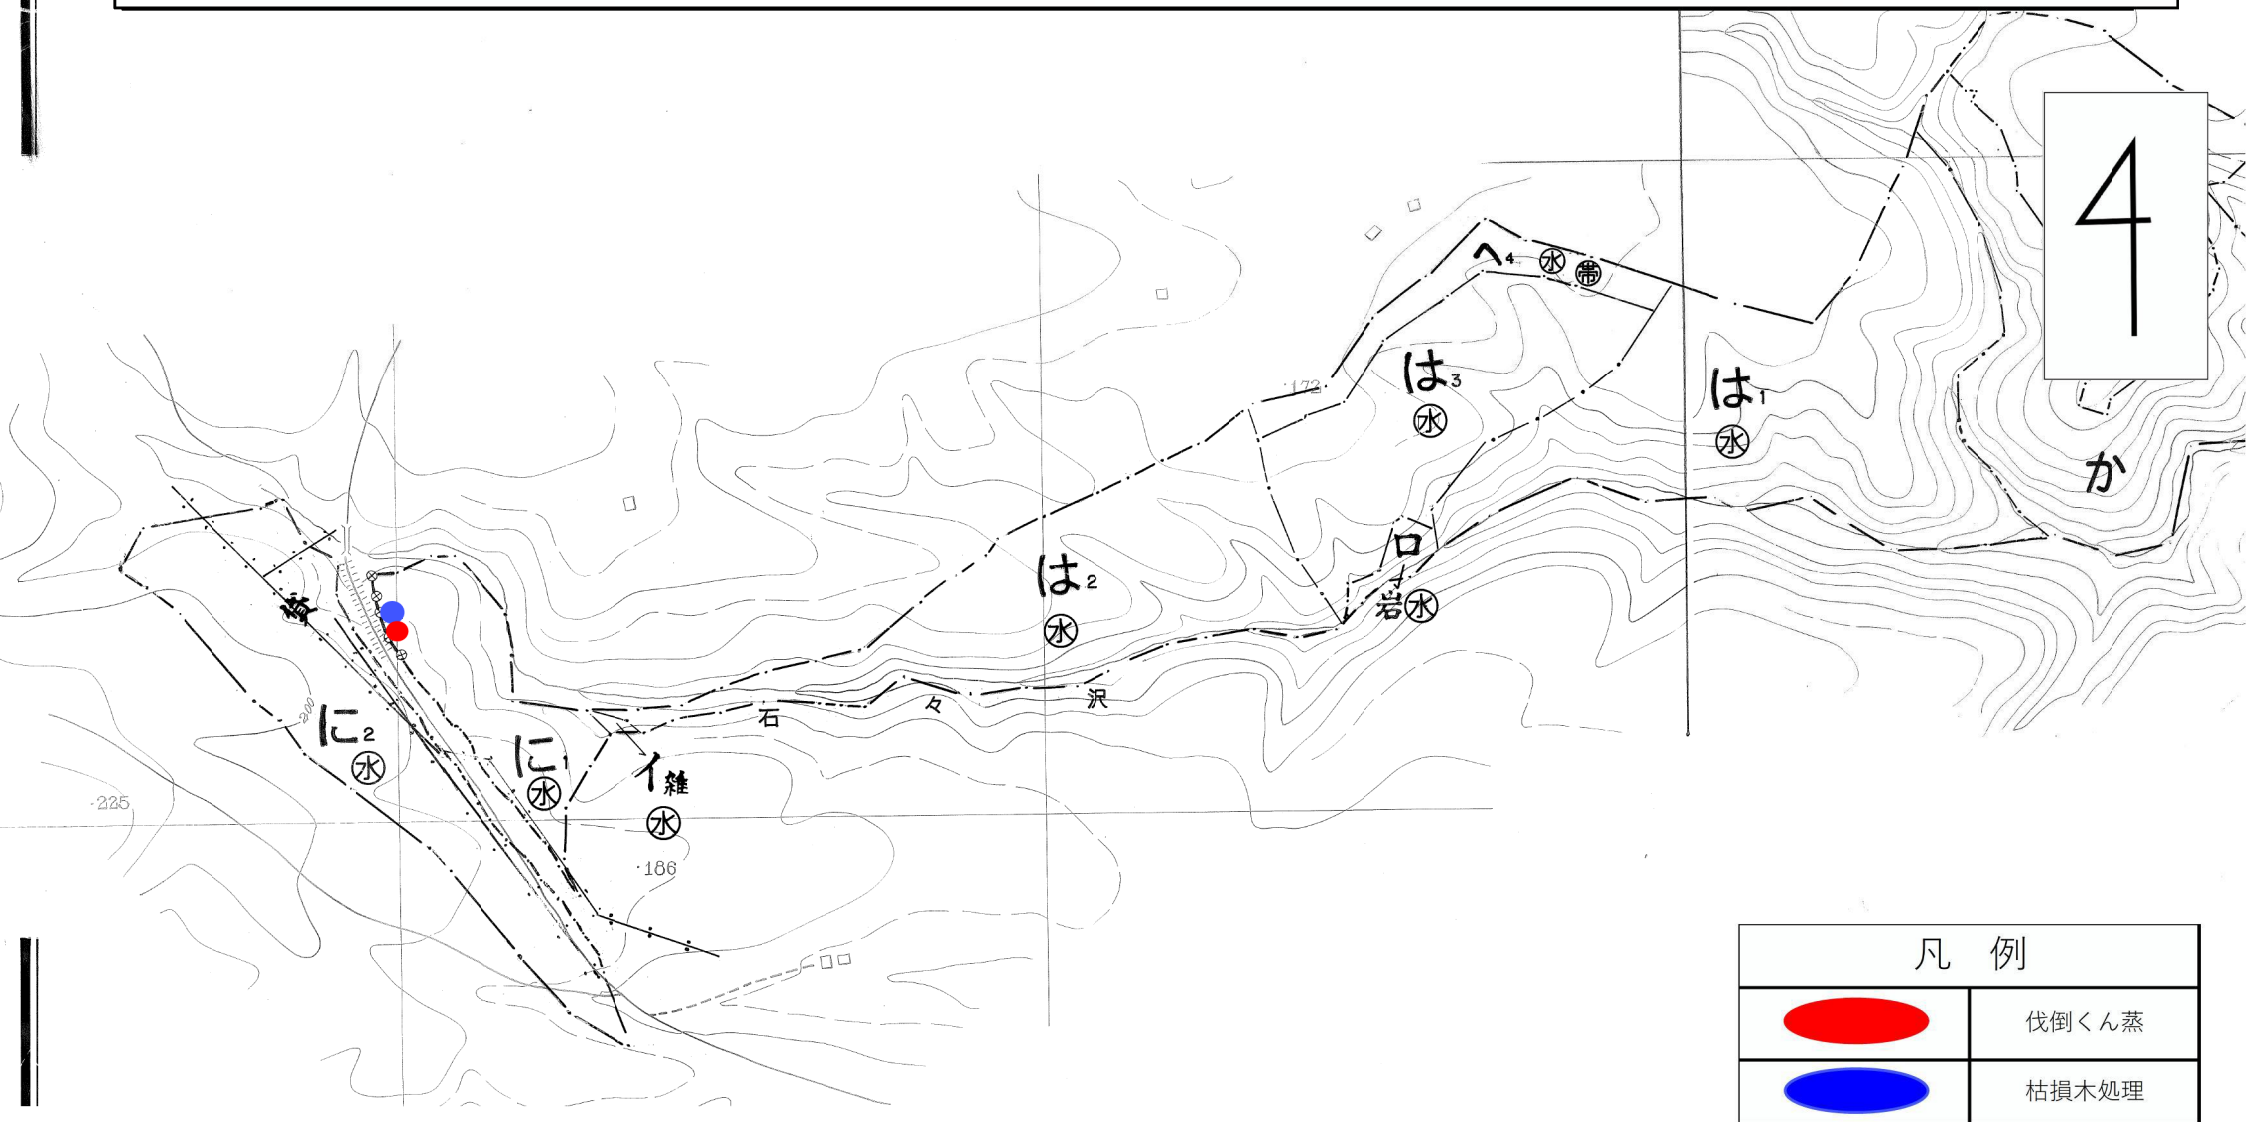 へ4 水 帯
・172
は3
水
は1
水
か
ロ
岩 水
は2
水
石々沢
200
に2
水
に1
水
イ雑
水
・225
・186
凡 例
伐倒くん蒸
枯損木処理